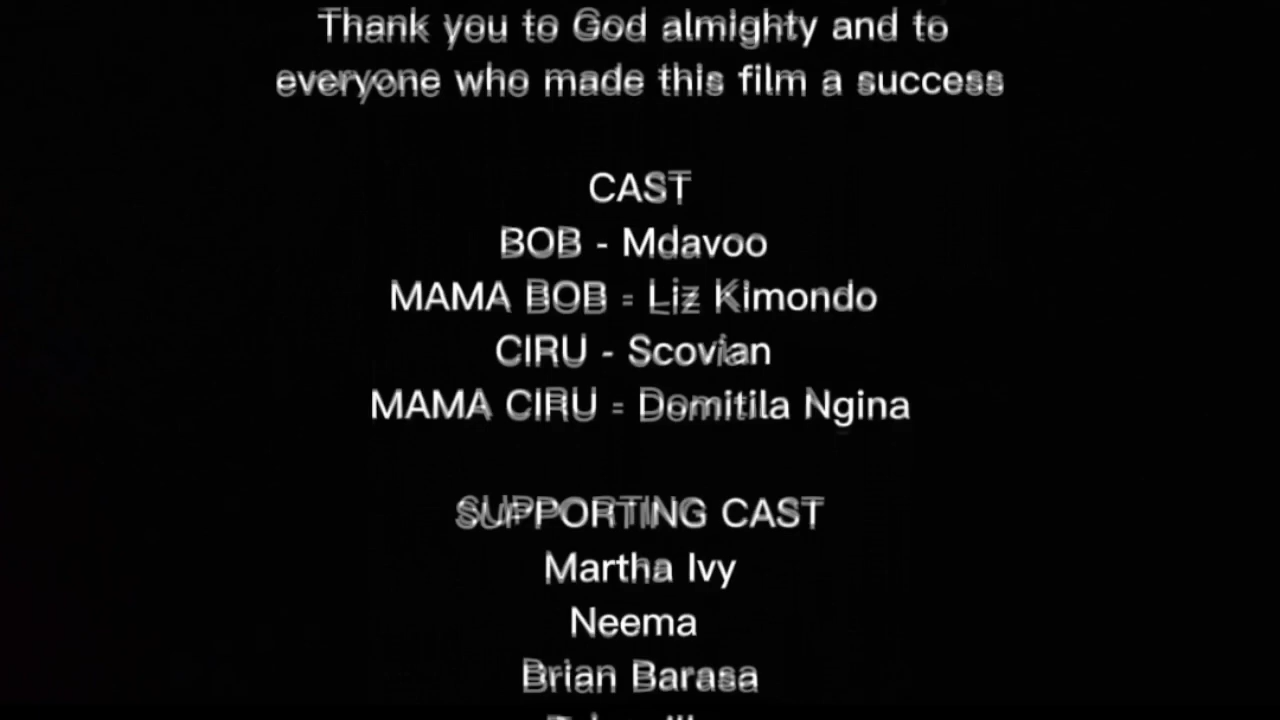 Thank you to God almighty and to
everyone who made this film a success
CAST
BOB - Mdavoo
MAMA BOB - Liz Kimondo
CIRU - Scovian
MAMA CIRU - Domitila Ngina
SUPPORTING CAST
Martha Ivy
Neema
Brian Barasa